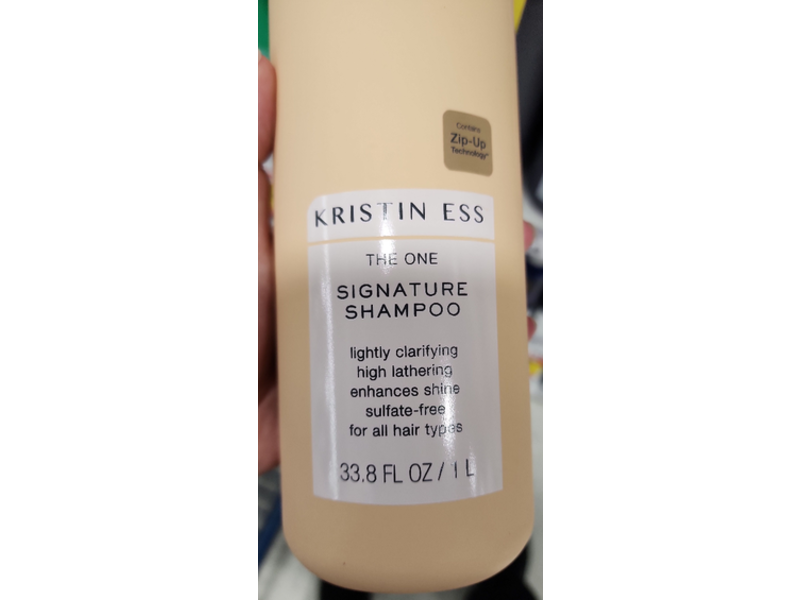 Contains
Zip-Up
Technology™
KRISTIN ESS
THE ONE
SIGNATURE
SHAMPOO
lightly clarifying
high lathering
enhances shine
sulfate-free
for all hair types
33.8 FL OZ / 1 L